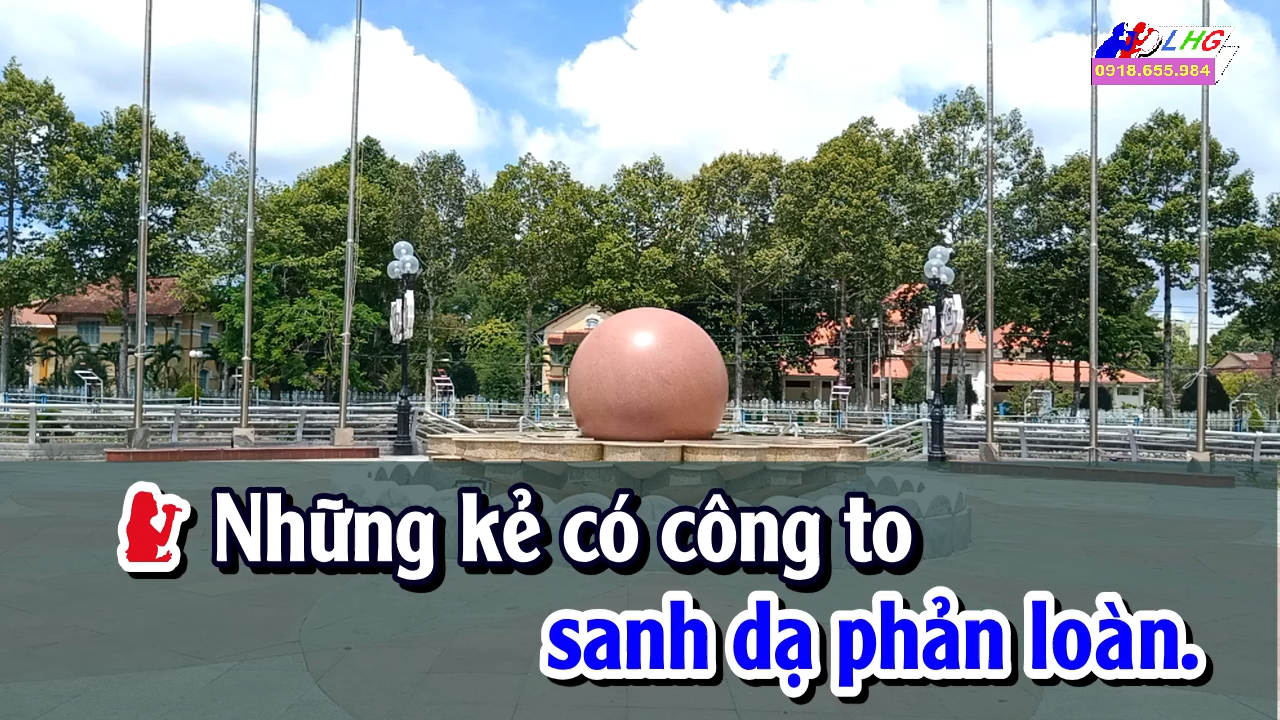 LHG
0918.655.984
Những kẻ có công to
sanh dạ phản loàn.